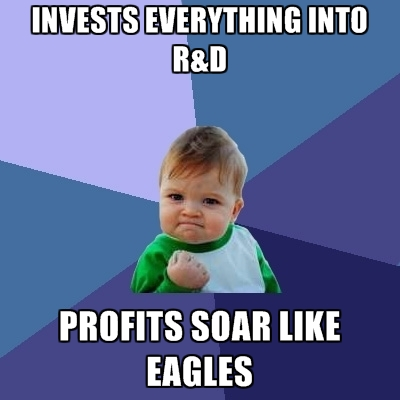 INVESTS EVERYTHING INTO
R&D
PROFITS SOAR LIKE
EAGLES